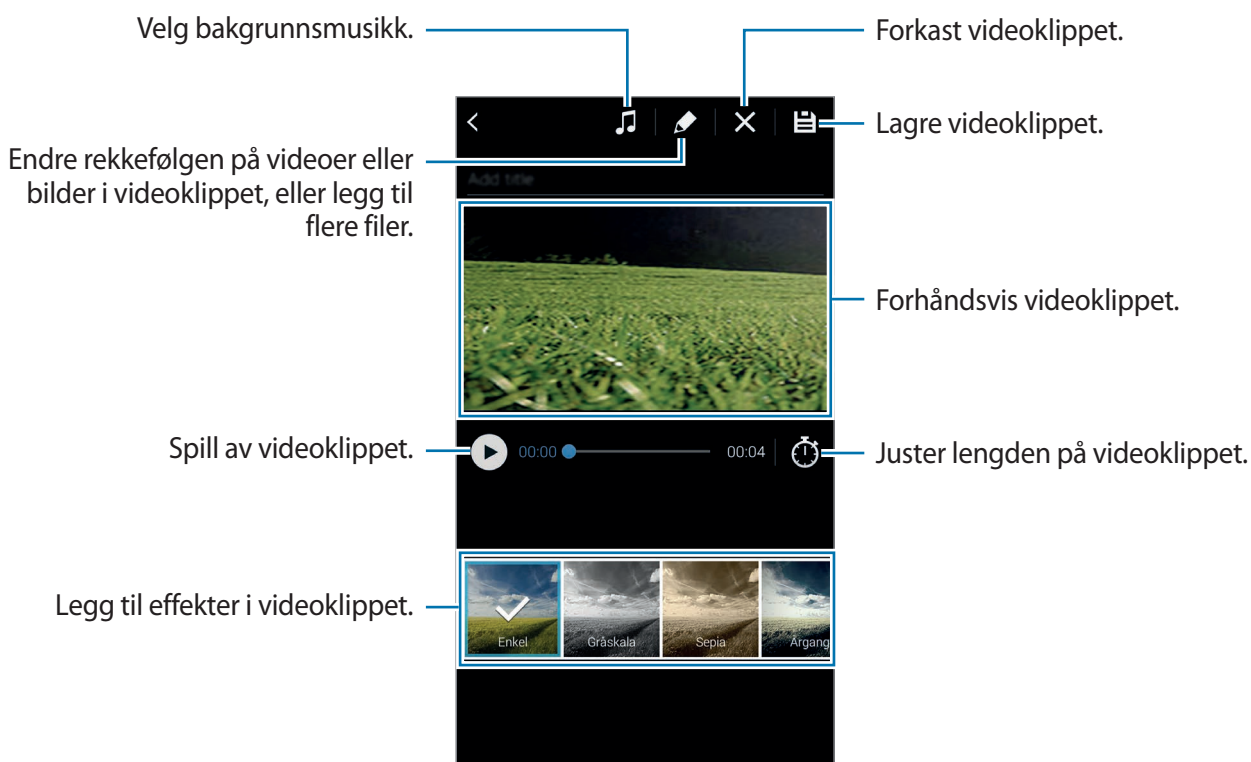 Velg bakgrunnsmusikk.
Forkast videoklippet.
Lagre videoklippet.
Endre rekkefølgen på videoer eller
bilder i videoklippet, eller legg til
flere filer.
Add title
Forhåndsvis videoklippet.
Spill av videoklippet.
00:00
00:04
Juster lengden på videoklippet.
Legg til effekter i videoklippet.
Enkel
Gråskala
Sepia
Årgang